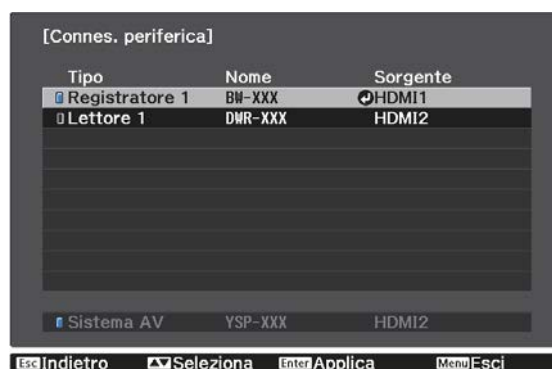 [Connes. periferica]
Tipo Nome Sorgente
Registratore 1 BW-XXX HDMI1
Lettore 1 DWR-XXX HDMI2
Sistema AV YSP-XXX HDMI2
Esc Indietro Seleziona Enter Applica Menu Esci